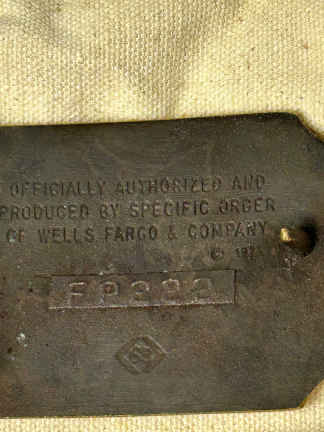 OFFICIALLY AUTHORIZED AND
PRODUCED BY SPECIFIC ORDER
OF WELLS FARGO & COMPANY
©